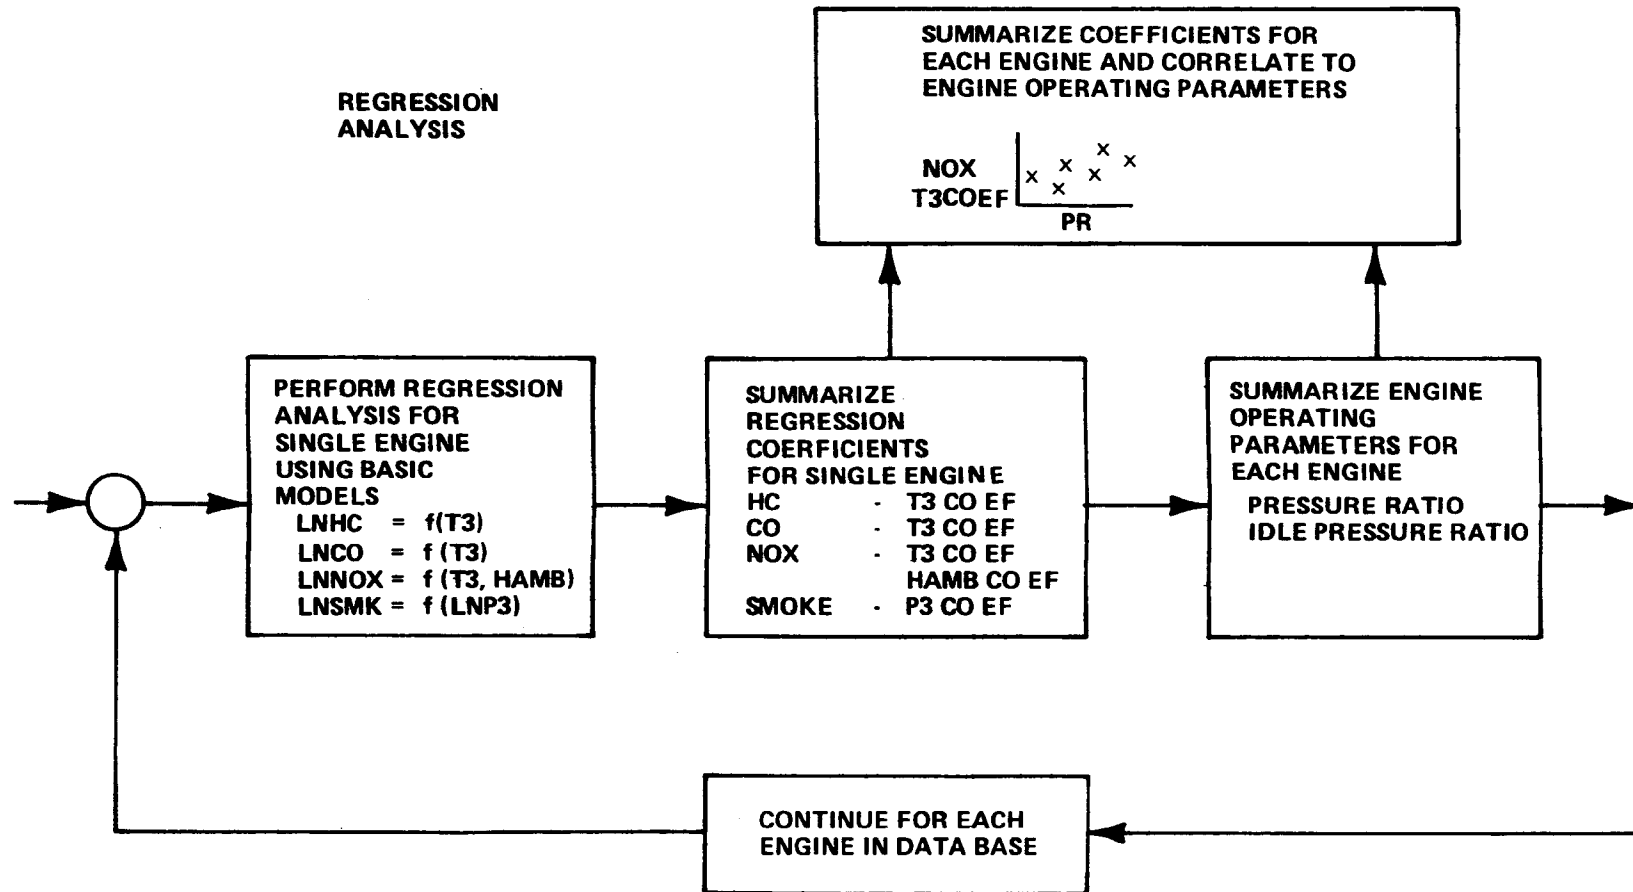 REGRESSION
ANALYSIS
SUMMARIZE COEFFICIENTS FOR
EACH ENGINE AND CORRELATE TO
ENGINE OPERATING PARAMETERS
NOX
T3COEF
PR
PERFORM REGRESSION
ANALYSIS FOR
SINGLE ENGINE
USING BASIC
MODELS
LNHC = f(T3)
LNCO = f (T3)
LNNOX = f (T3, HAMB)
LNSMK = f (LNP3)
SUMMARIZE
REGRESSION
COERFICIENTS
FOR SINGLE ENGINE
HC - T3 CO EF
CO - T3 CO EF
NOX - T3 CO EF
HAMB CO EF
SMOKE - P3 CO EF
SUMMARIZE ENGINE
OPERATING
PARAMETERS FOR
EACH ENGINE
PRESSURE RATIO
IDLE PRESSURE RATIO
CONTINUE FOR EACH
ENGINE IN DATA BASE